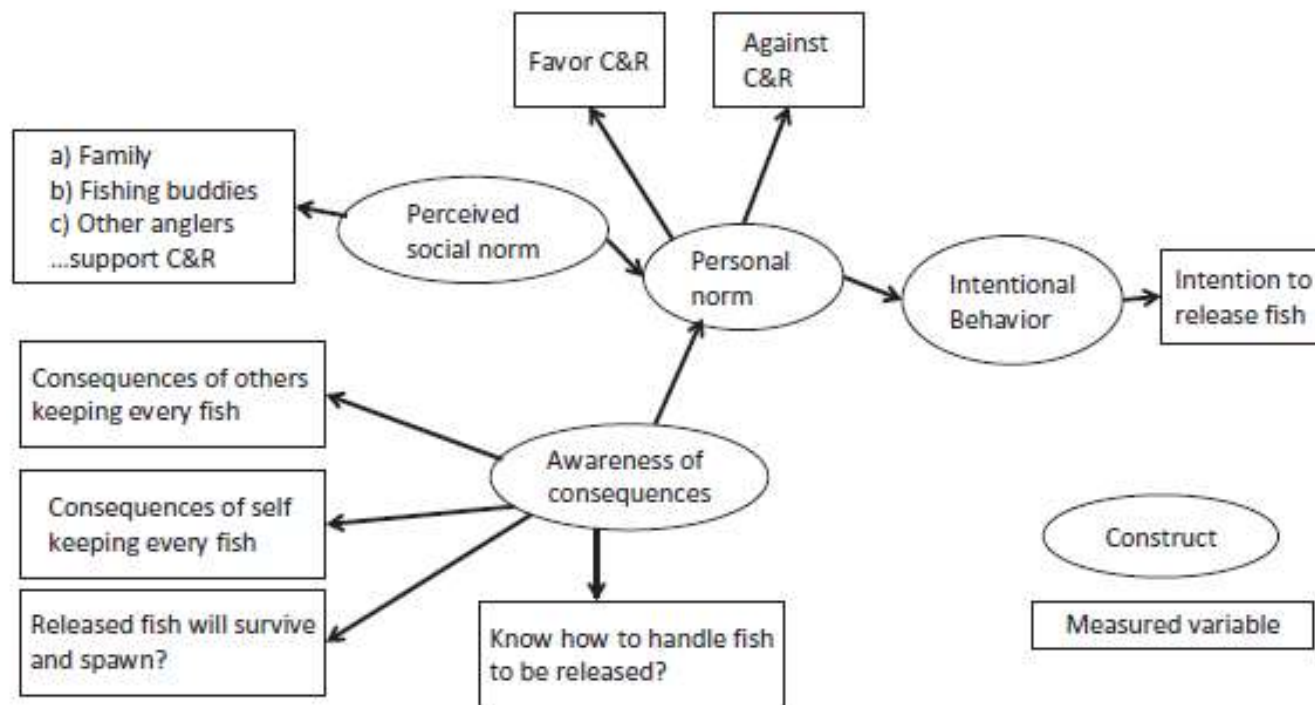 Favor C&R
Against
C&R
a) Family
b) Fishing buddies
c) Other anglers
...support C&R
Perceived
social norm
Personal
norm
Intentional
Behavior
Intention to
release fish
Consequences of others
keeping every fish
Awareness of
consequences
Consequences of self
keeping every fish
Construct
Released fish will survive
and spawn?
Know how to handle fish
to be released?
Measured variable